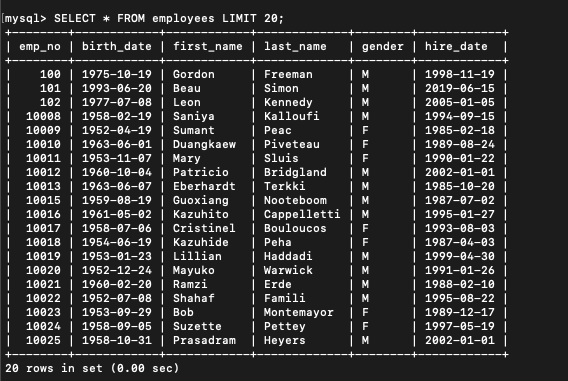 mysql> SELECT * FROM employees LIMIT 20;
+--------+------------+------------+--------------+--------+------------+
| emp_no | birth_date | first_name | last_name    | gender | hire_date  |
+--------+------------+------------+--------------+--------+------------+
|    100 | 1975-10-19 | Gordon     | Freeman      | M      | 1998-11-19 |
|    101 | 1993-06-20 | Beau       | Simon        | M      | 2019-06-15 |
|    102 | 1977-07-08 | Leon       | Kennedy      | M      | 2005-01-05 |
|  10008 | 1958-02-19 | Saniya     | Kalloufi     | M      | 1994-09-15 |
|  10009 | 1952-04-19 | Sumant     | Peac         | F      | 1985-02-18 |
|  10010 | 1963-06-01 | Duangkaew  | Piveteau     | F      | 1989-08-24 |
|  10011 | 1953-11-07 | Mary       | Sluis        | F      | 1990-01-22 |
|  10012 | 1960-10-04 | Patricio   | Bridgland    | M      | 2002-01-01 |
|  10013 | 1963-06-07 | Eberhardt  | Terkki       | M      | 1985-10-20 |
|  10015 | 1959-08-19 | Guoxiang   | Nooteboom    | M      | 1987-07-02 |
|  10016 | 1961-05-02 | Kazuhito   | Cappelletti  | M      | 1995-01-27 |
|  10017 | 1958-07-06 | Cristinel  | Bouloucos    | F      | 1993-08-03 |
|  10018 | 1954-06-19 | Kazuhide   | Peha         | F      | 1987-04-03 |
|  10019 | 1953-01-23 | Lillian    | Haddadi      | M      | 1999-04-30 |
|  10020 | 1952-12-24 | Mayuko     | Warwick      | M      | 1991-01-26 |
|  10021 | 1960-02-20 | Ramzi      | Erde         | M      | 1988-02-10 |
|  10022 | 1952-07-08 | Shahaf     | Famili       | M      | 1995-08-22 |
|  10023 | 1953-09-29 | Bob        | Montemayor   | F      | 1989-12-17 |
|  10024 | 1958-09-05 | Suzette    | Pettey       | F      | 1997-05-19 |
|  10025 | 1958-10-31 | Prasadram  | Heyers       | M      | 2002-01-01 |
+--------+------------+------------+--------------+--------+------------+
20 rows in set (0.00 sec)